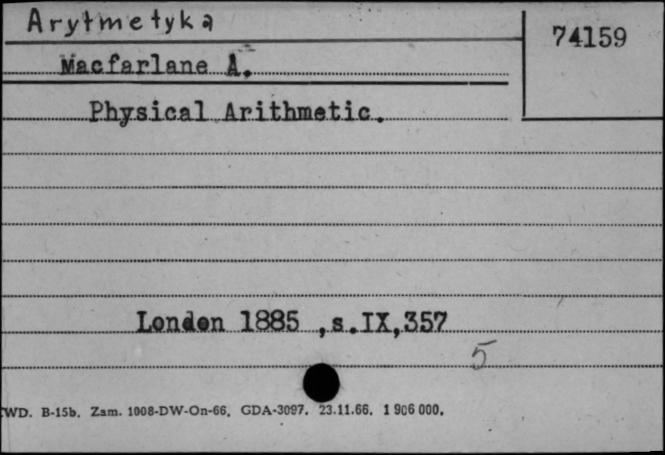 Arytmetyka
74159
Macfarlane A.
Physical Arithmetic.
London 1885 ,s.IX,357
5
WD. B-15b. Zam. 1008-DW-On-66. GDA-3097. 23.11.66. 1 906 000.